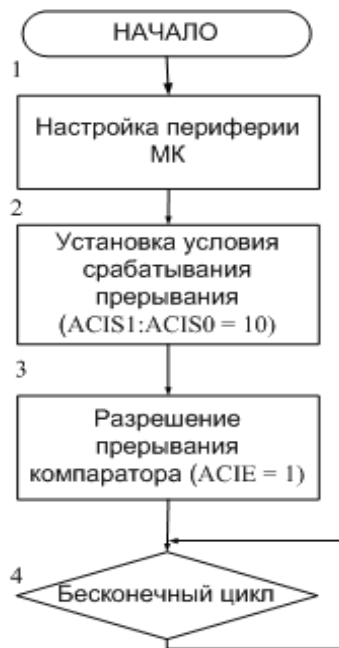 НАЧАЛО
1
Настройка периферии
МК
2
Установка условия
срабатывания
прерывания
(ACIS1:ACIS0 = 10)
3
Разрешение
прерывания
компаратора (ACIE = 1)
4
Бесконечный цикл